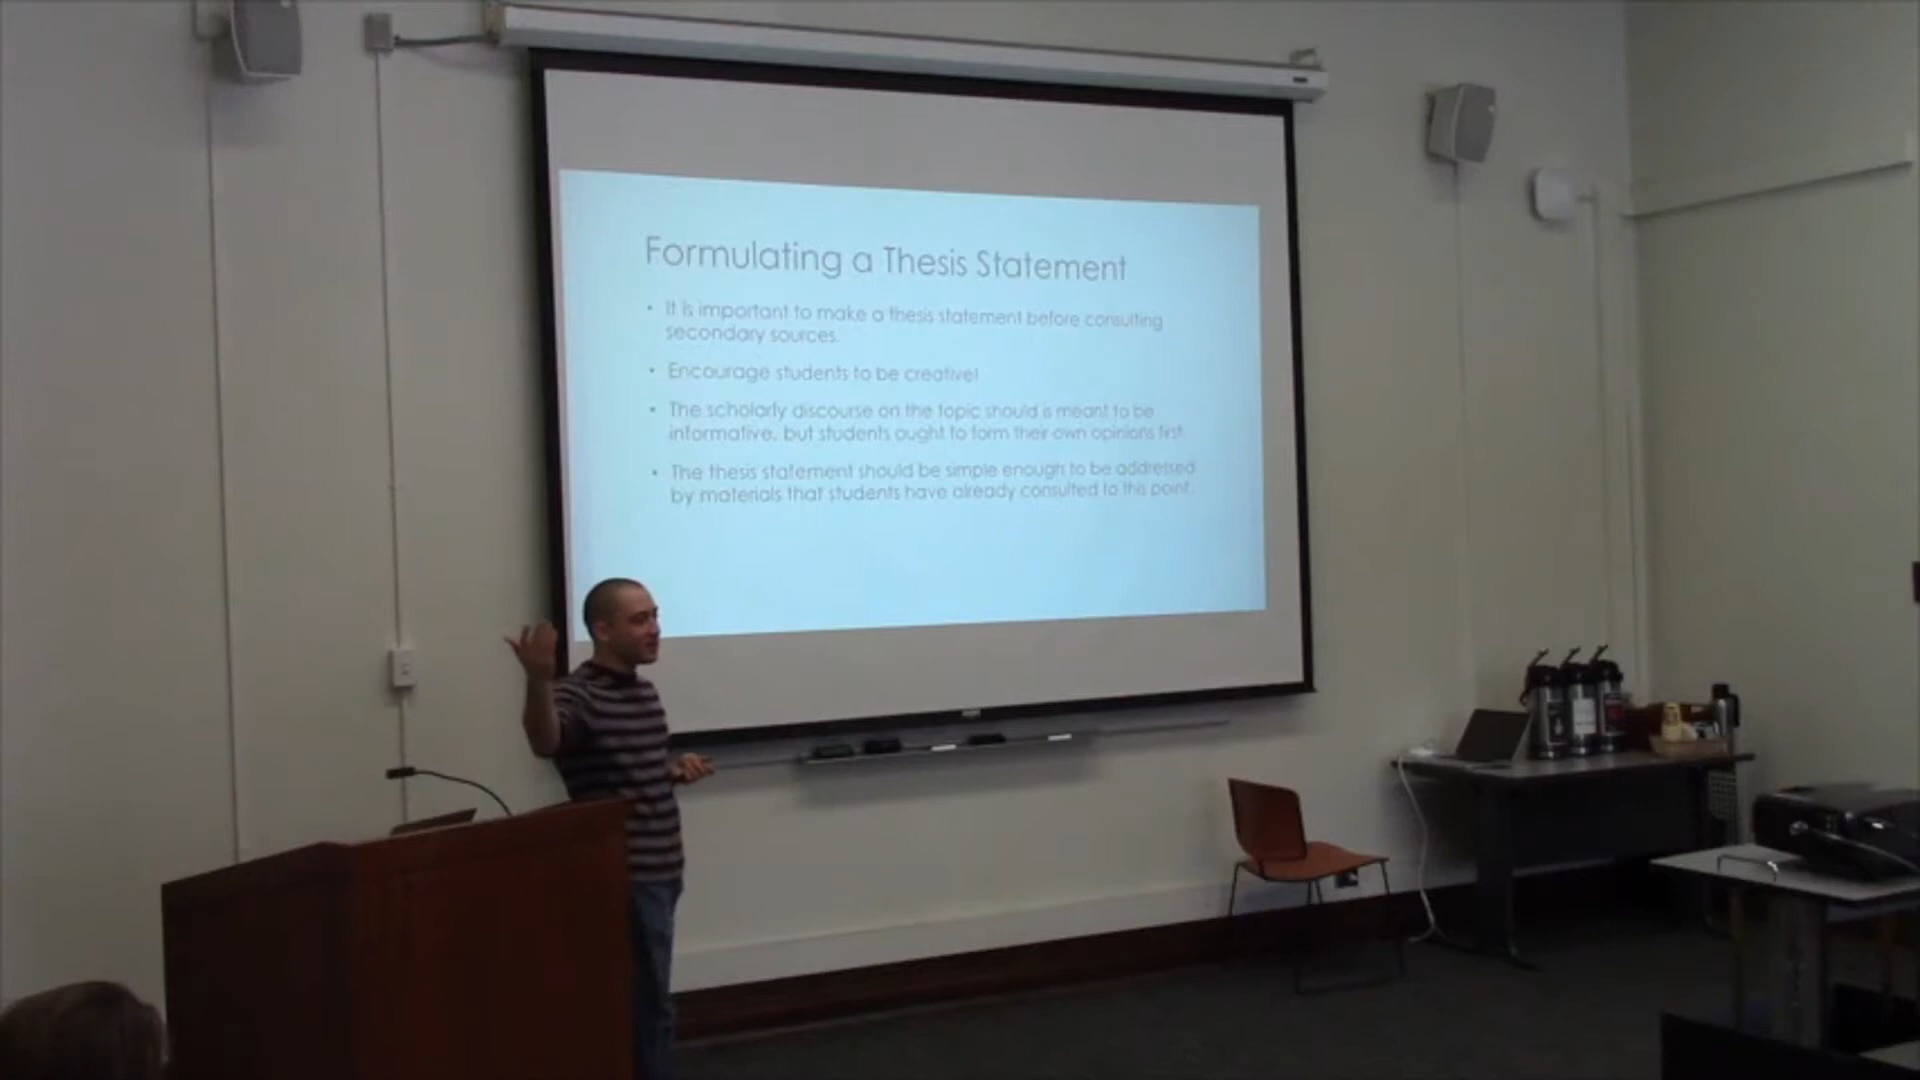 Formulating a Thesis Statement
• It is important to make a thesis statement before consulting
secondary sources.
• Encourage students to be creative!
• The scholarly discourse on the topic should is meant to be
informative, but students ought to form their own opinions first.
• The thesis statement should be simple enough to be addressed
by materials that students have already consulted to this point.